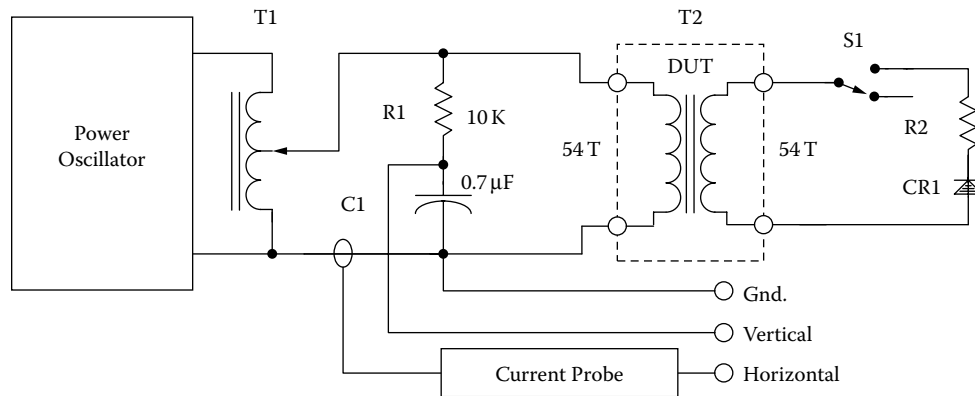 T1
T2
S1
DUT
Power
Oscillator
R1
10 K
54 T
54 T
R2
C1
0.7 µF
CR1
Gnd.
Vertical
Current Probe
Horizontal